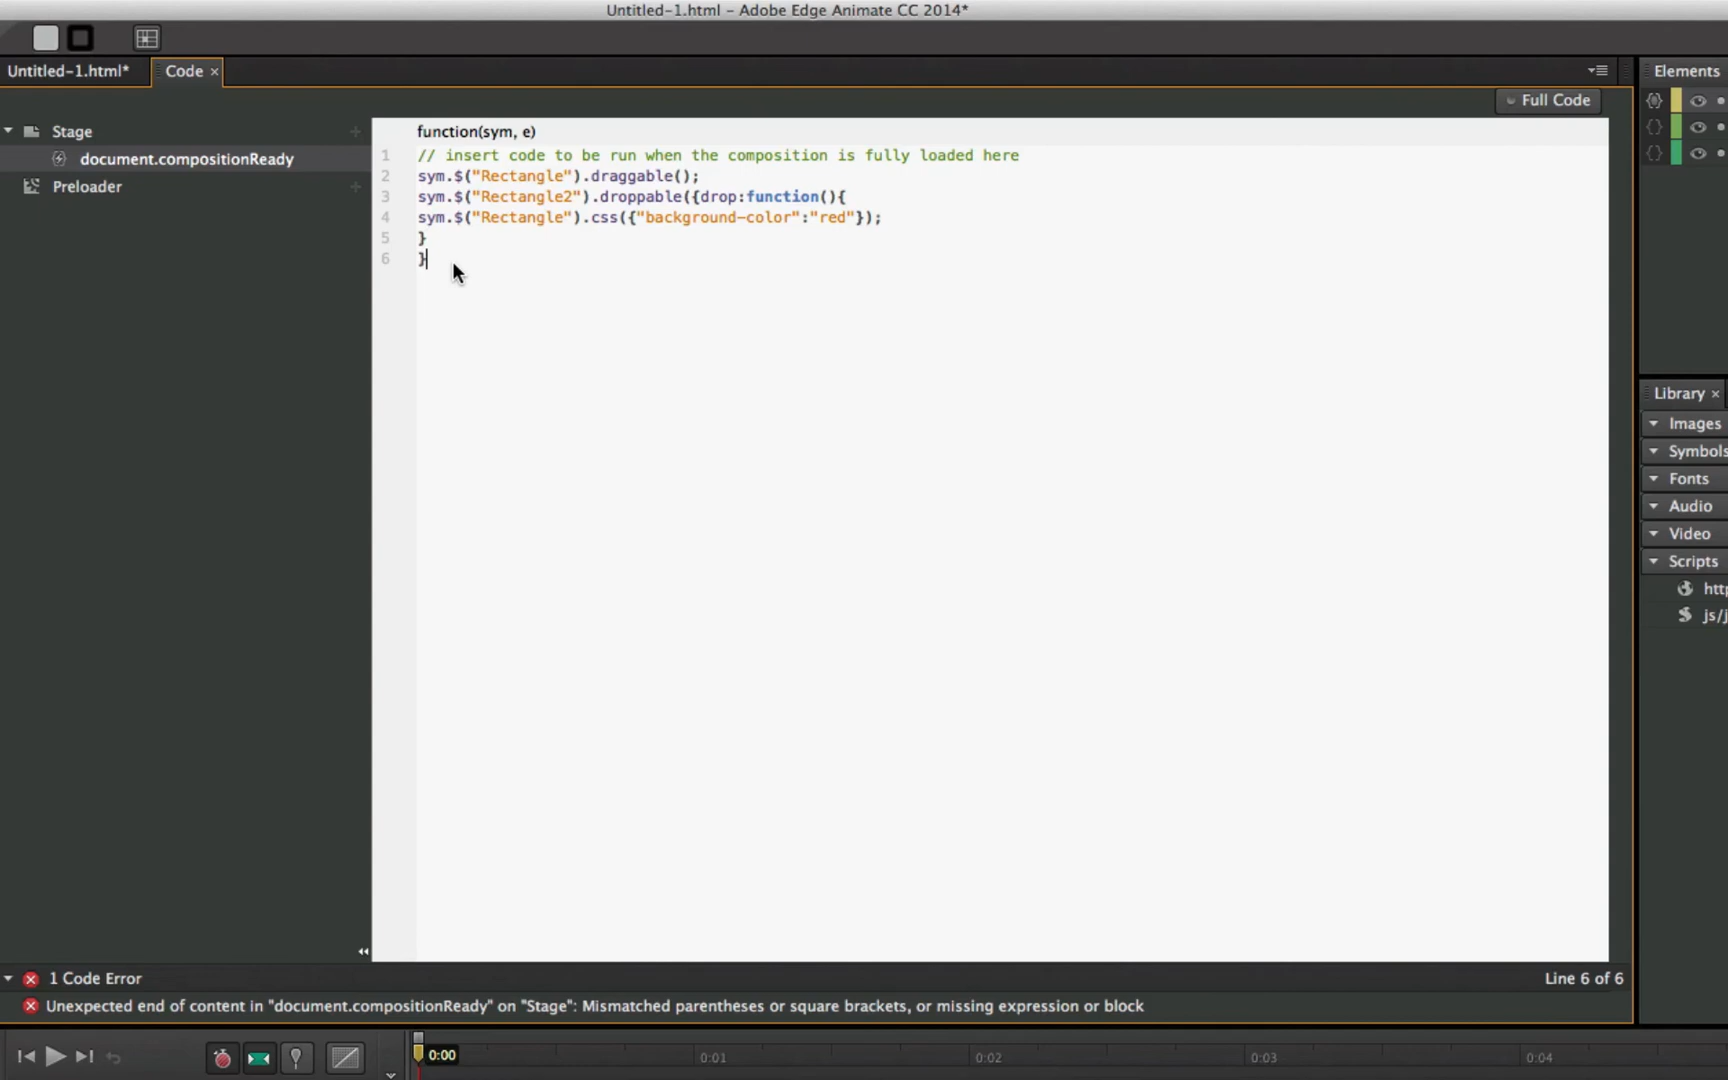 Untitled-1.html – Adobe Edge Animate CC 2014*
Untitled-1.html*
Code ×
Elements
Full Code
Stage
document.compositionReady
Preloader
function(sym, e)
1 // insert code to be run when the composition is fully loaded here
2 sym.$("Rectangle").draggable();
3 sym.$("Rectangle2").droppable({drop:function(){
4 sym.$("Rectangle").css({"background-color":"red"});
5 }
6 }
Library ×
Images
Symbols
Fonts
Audio
Video
Scripts
http
js/j
1 Code Error
Line 6 of 6
Unexpected end of content in "document.compositionReady" on "Stage": Mismatched parentheses or square brackets, or missing expression or block
0:00
0:01
0:02
0:03
0:04